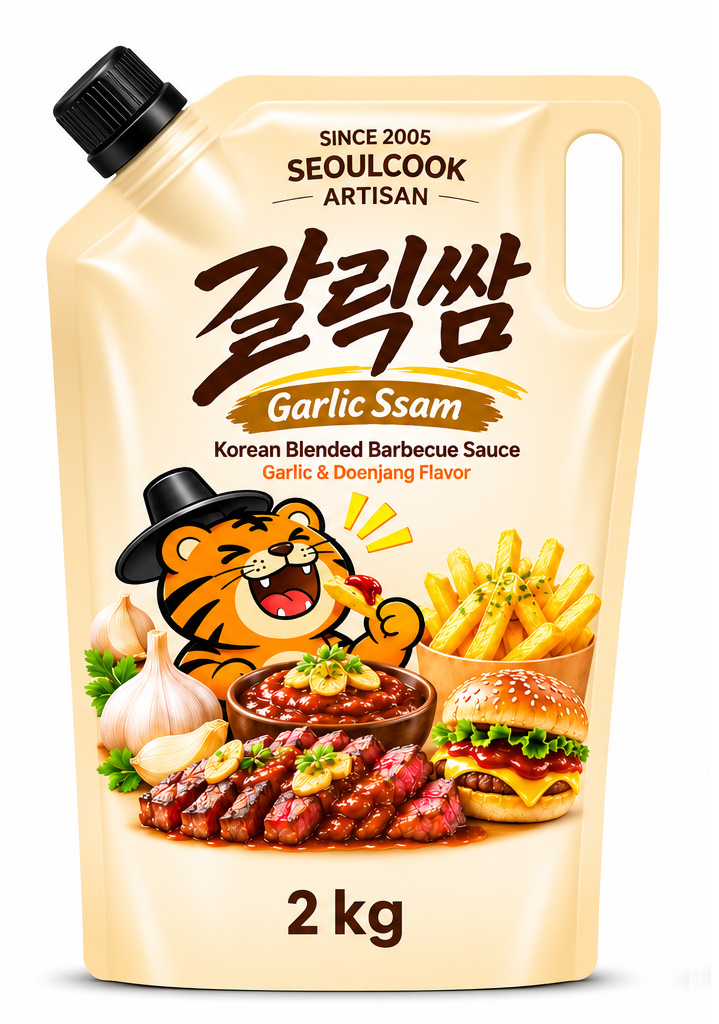 SINCE 2005
SEOULCOOK
ARTISAN
갈릭쌈
Garlic Ssam
Korean Blended Barbecue Sauce
Garlic & Doenjang Flavor
2 kg